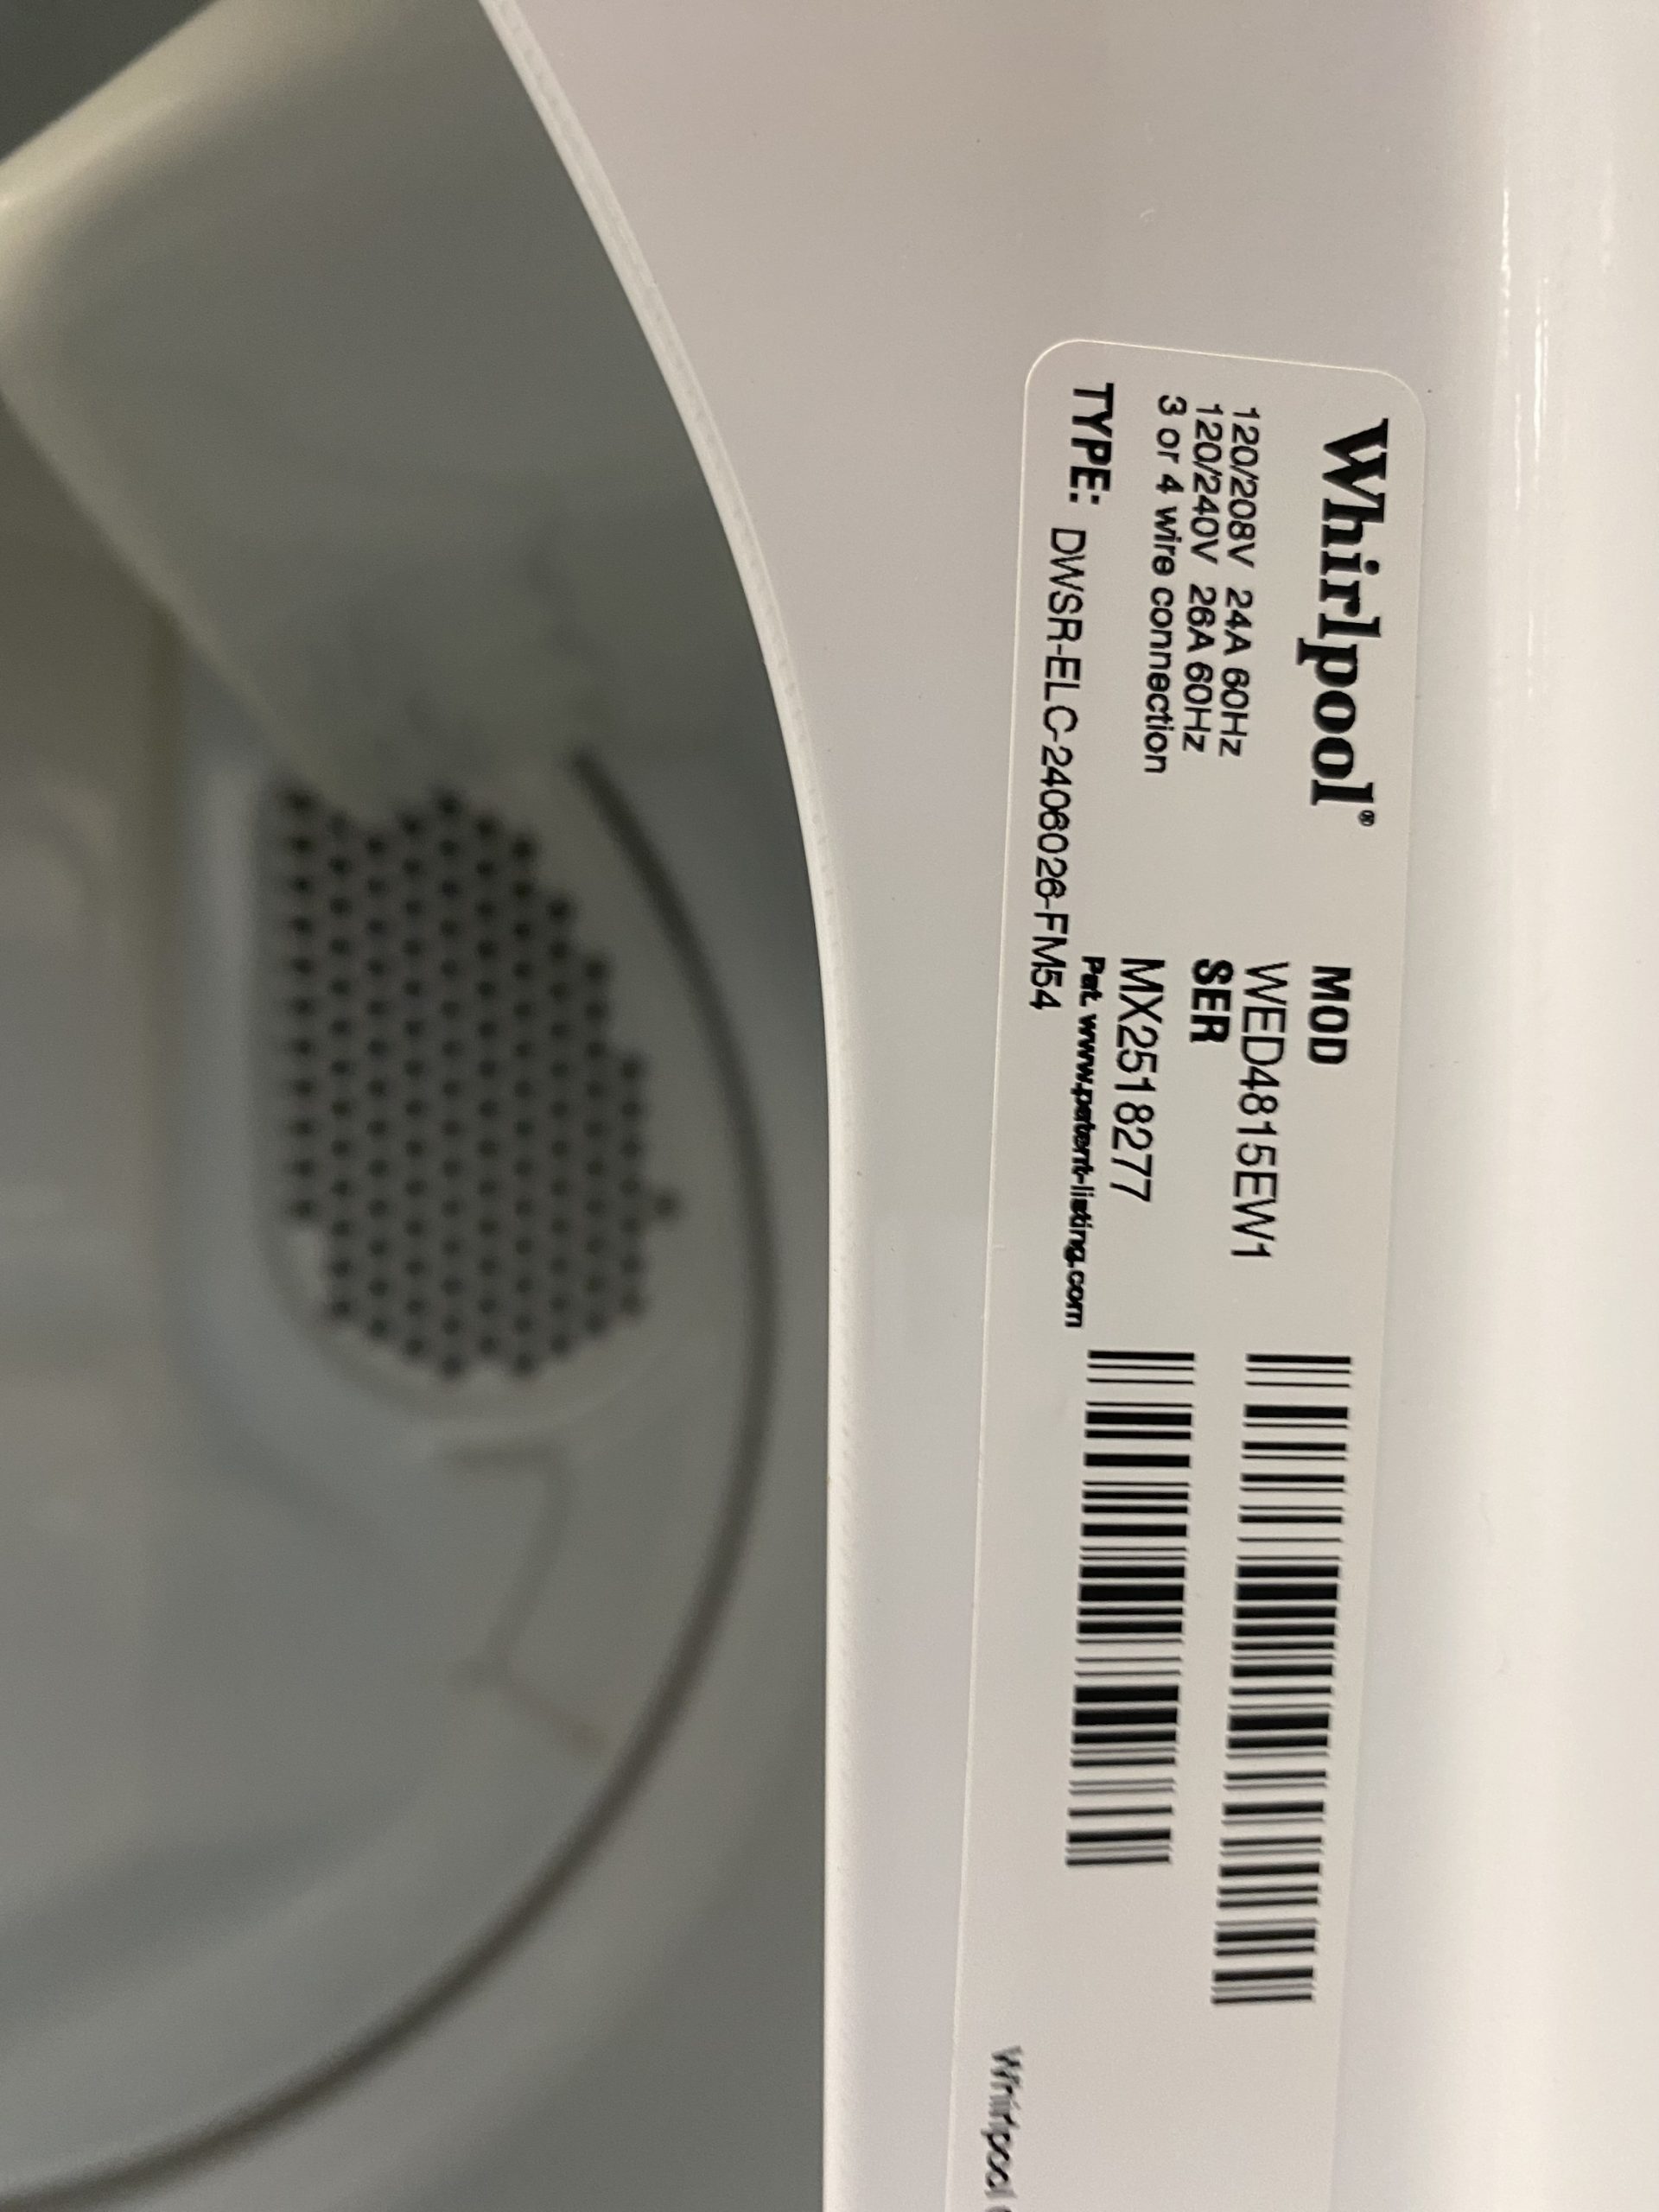 Whirlpool®
120/208V 24A 60Hz
120/240V 26A 60Hz
3 or 4 wire connection
TYPE: DWSR-ELC-2406026-FM54
MOD
WED4815EW1
SER
MX2518277
Pat. www.patent-listing.com
Whirlpool